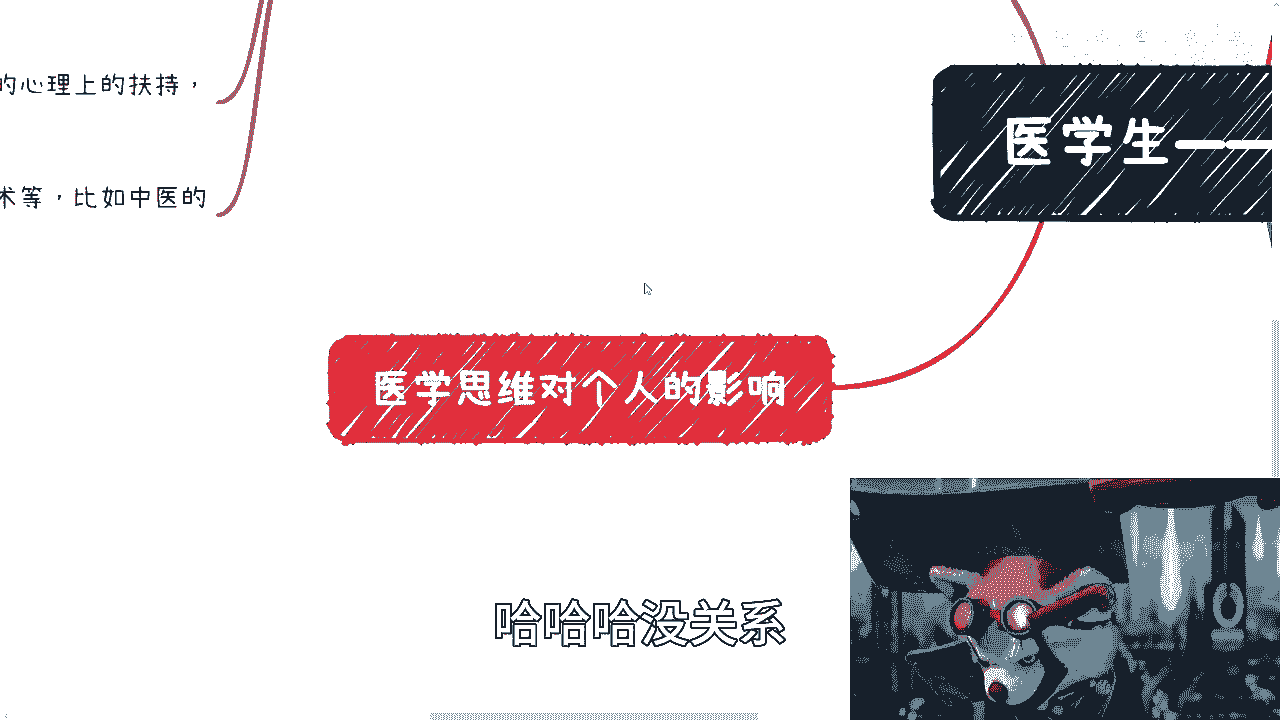 的心理上的扶持，
医学生——
术等，比如中医的
医学思维对个人的影响
哈哈哈没关系